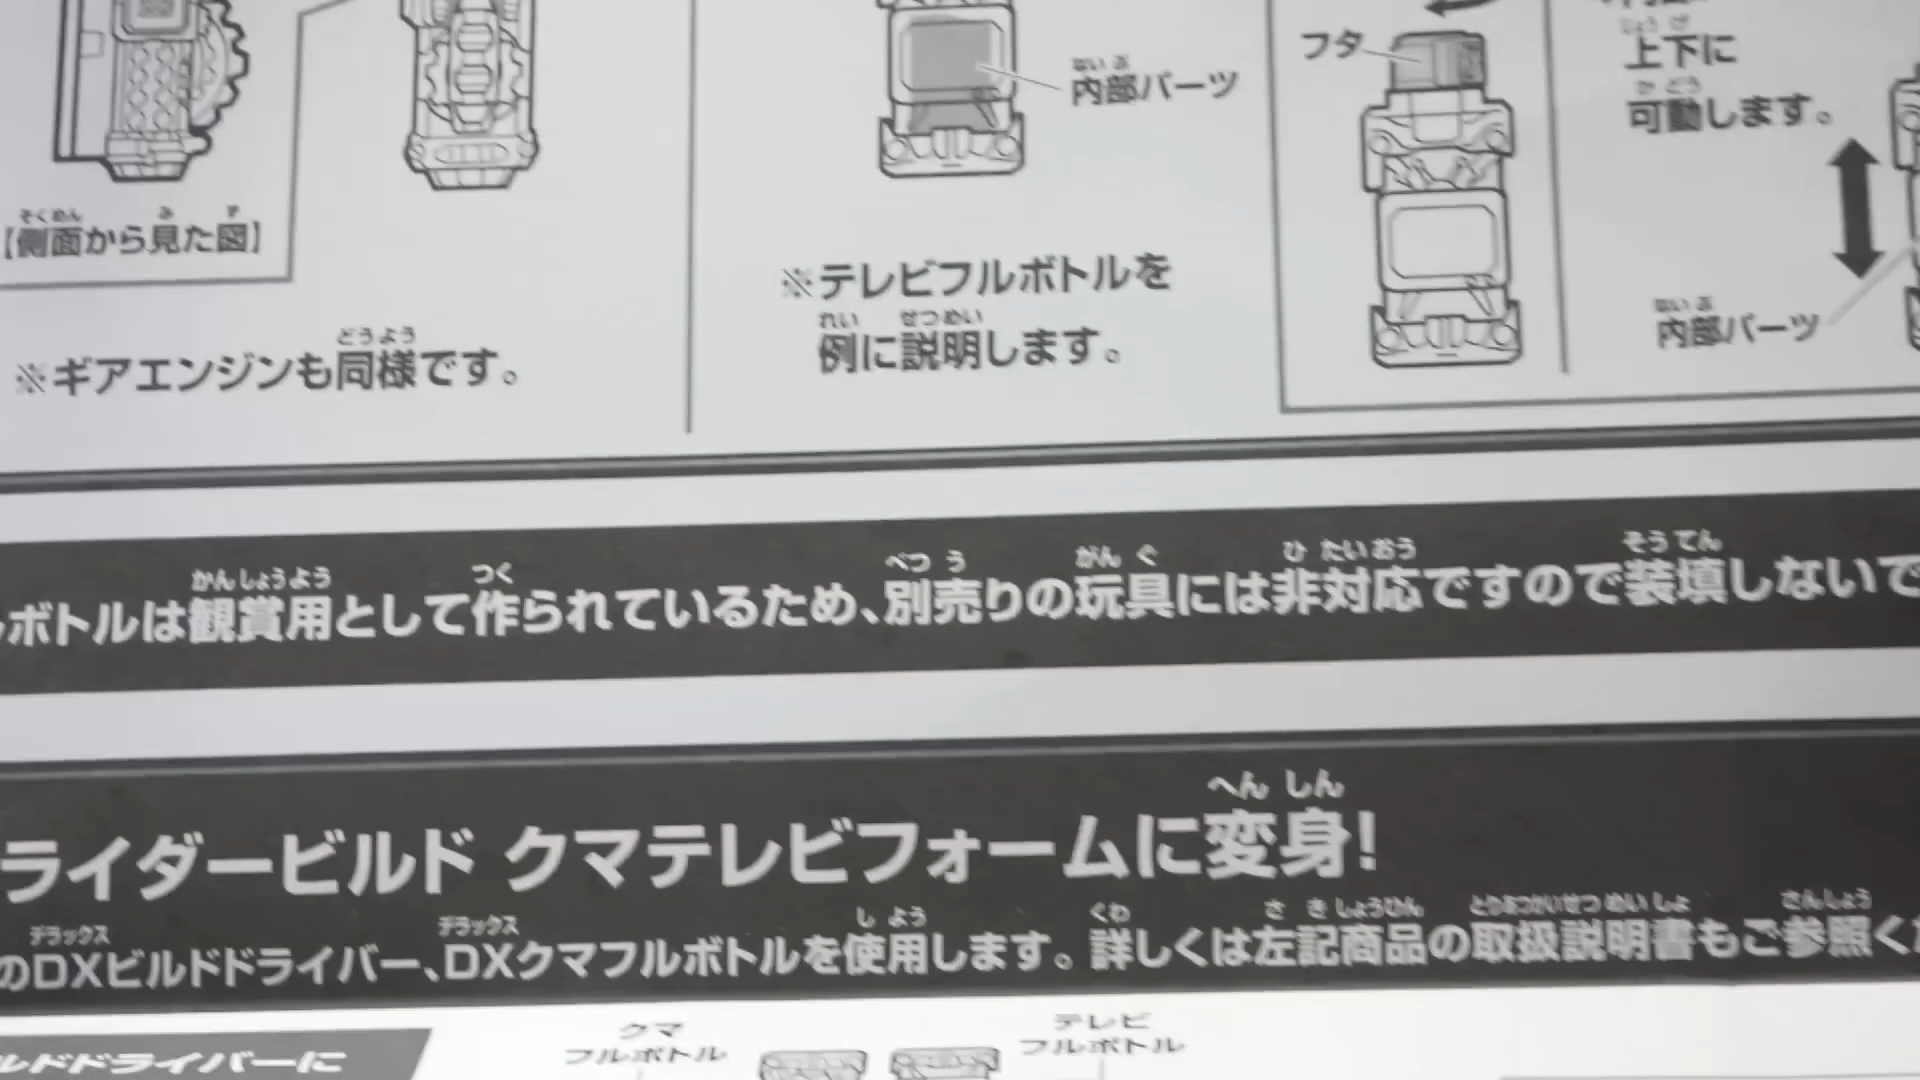 【側面から見た図】
※ギアエンジンも同様です。
内部パーツ
※テレビフルボトルを
例に説明します。
フタ
上下に
可動します。
内部パーツ
ボトルは観賞用として作られているため、別売りの玩具には非対応ですので装填しないで
ライダービルド クマテレビフォームに変身!
のDXビルドドライバー、DXクマフルボトルを使用します。詳しくは左記商品の取扱説明書もご参照く
ルドドライバーに
クマ
フルボトル
テレビ
フルボトル